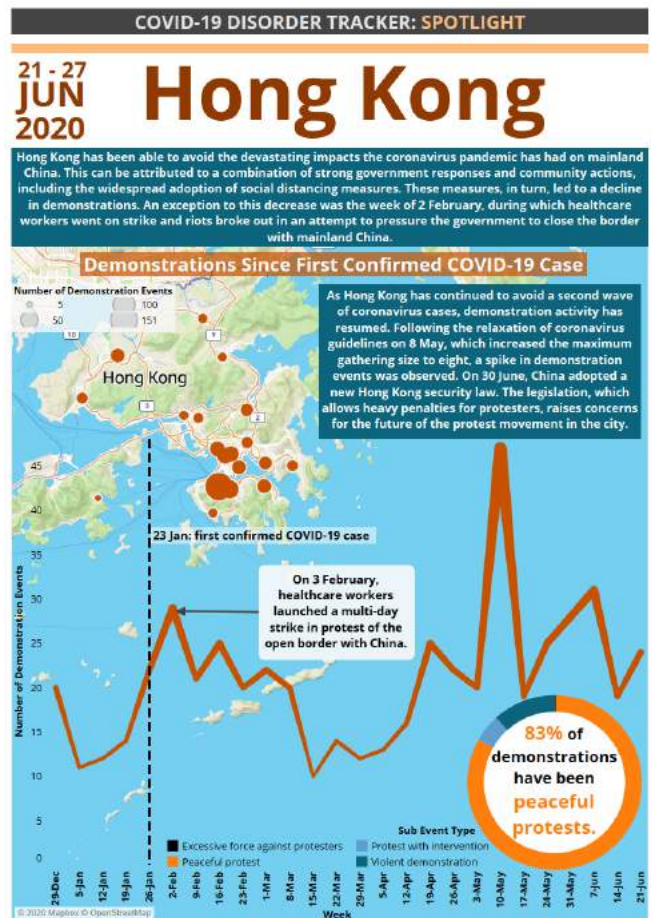 COVID-19 DISORDER TRACKER: SPOTLIGHT
21 - 27
JUN
2020
Hong Kong
Hong Kong has been able to avoid the devastating impacts the coronavirus pandemic has had on mainland
China. This can be attributed to a combination of strong government responses and community actions,
including the widespread adoption of social distancing measures. These measures, in turn, led to a decline
in demonstrations. An exception to this decrease was the week of 2 February, during which healthcare
workers went on strike and riots broke out in an attempt to pressure the government to close the border
with mainland China.
Demonstrations Since First Confirmed COVID-19 Case
Number of Demonstration Events
5
100
50
151
As Hong Kong has continued to avoid a second wave
of coronavirus cases, demonstration activity has
resumed. Following the relaxation of coronavirus
guidelines on 8 May, which increased the maximum
gathering size to eight, a spike in demonstration
events was observed. On 30 June, China adopted a
new Hong Kong security law. The legislation, which
allows heavy penalties for protesters, raises concerns
for the future of the protest movement in the city.
10
9
Hong Kong
3
2
45
40
35
30
25
20
15
10
5
0
Number of Demonstration Events
23 Jan: first confirmed COVID-19 case
On 3 February,
healthcare workers
launched a multi-day
strike in protest of the
open border with China.
83% of
demonstrations
have been
peaceful
protests.
Sub Event Type
Excessive force against protesters
Protest with intervention
Peaceful protest
Violent demonstration
29-Dec
5-Jan
12-Jan
19-Jan
26-Jan
2-Feb
9-Feb
16-Feb
23-Feb
1-Mar
8-Mar
15-Mar
22-Mar
29-Mar
5-Apr
12-Apr
19-Apr
26-Apr
3-May
10-May
17-May
24-May
31-May
7-Jun
14-Jun
21-Jun
Week
© 2020 Mapbox © OpenStreetMap